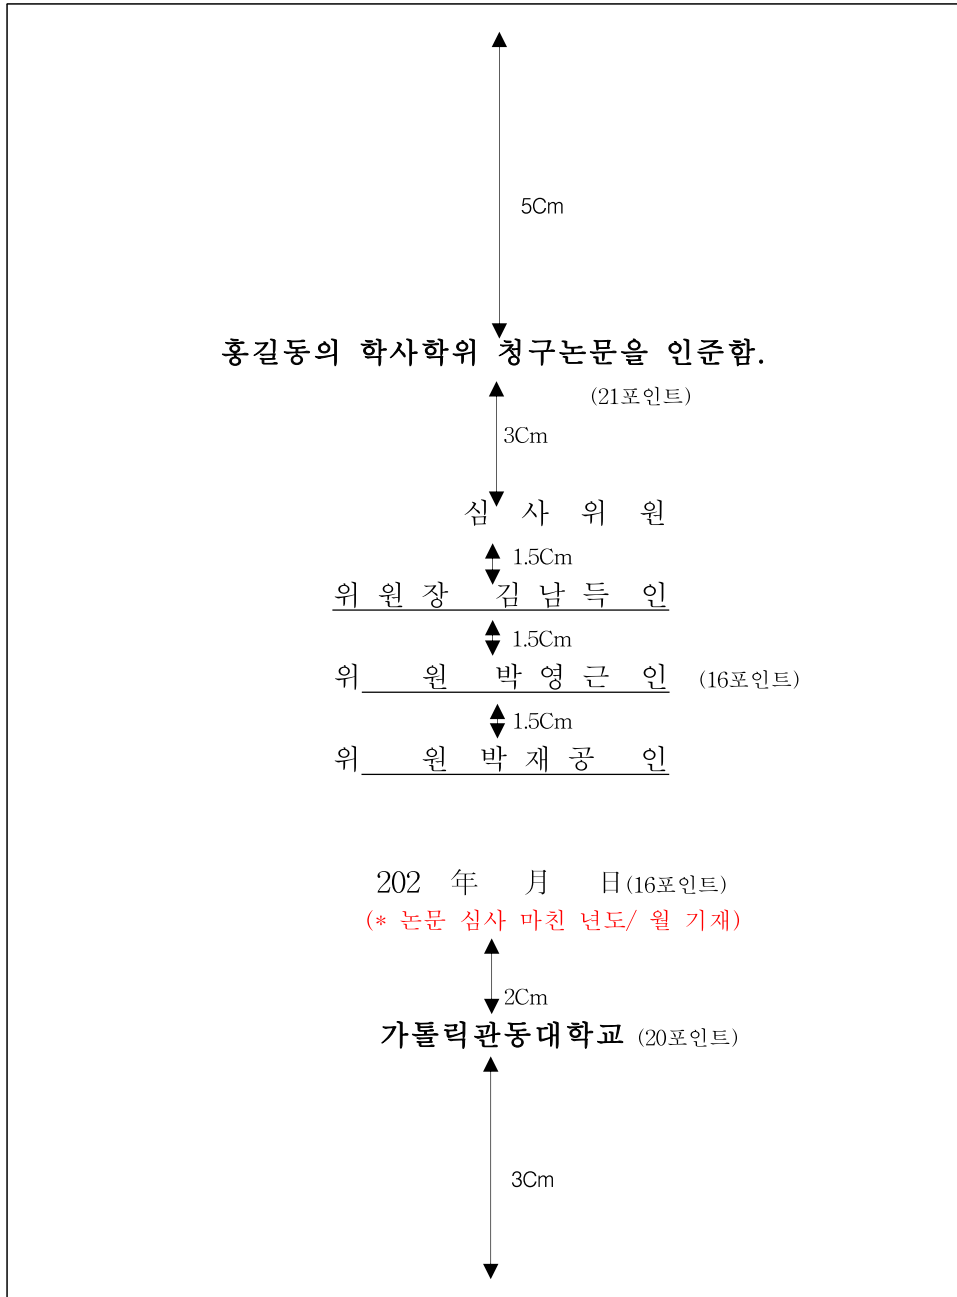 5Cm
홍길동의 학사학위 청구논문을 인준함.
(21포인트)
3Cm
심 사 위 원
1.5Cm
위 원 장 김 남 득 인
1.5Cm
위 원 박 영 근 인 (16포인트)
1.5Cm
위 원 박 재 공 인
202 年 月 日(16포인트)
(* 논문 심사 마친 년도/ 월 기재)
2Cm
가톨릭관동대학교 (20포인트)
3Cm